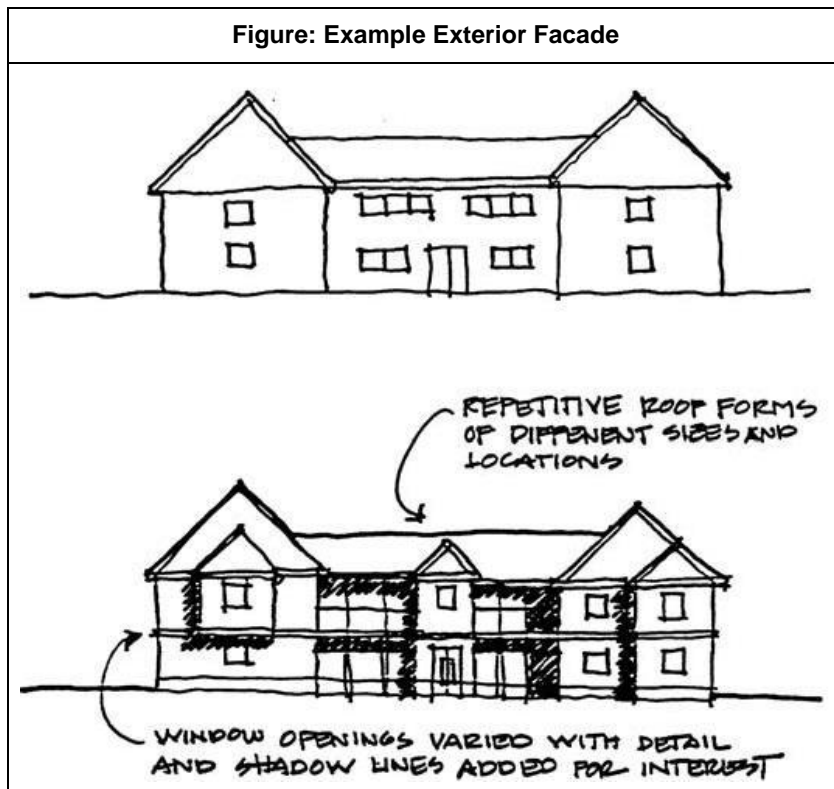 Figure: Example Exterior Facade
REPETITIVE ROOF FORMS
OF DIFFENENT SIZES AND
LOCATIONS
WINDOW OPENINGS VARIED WITH DETAIL
AND SHADOW LINES ADDED FOR INTEREST